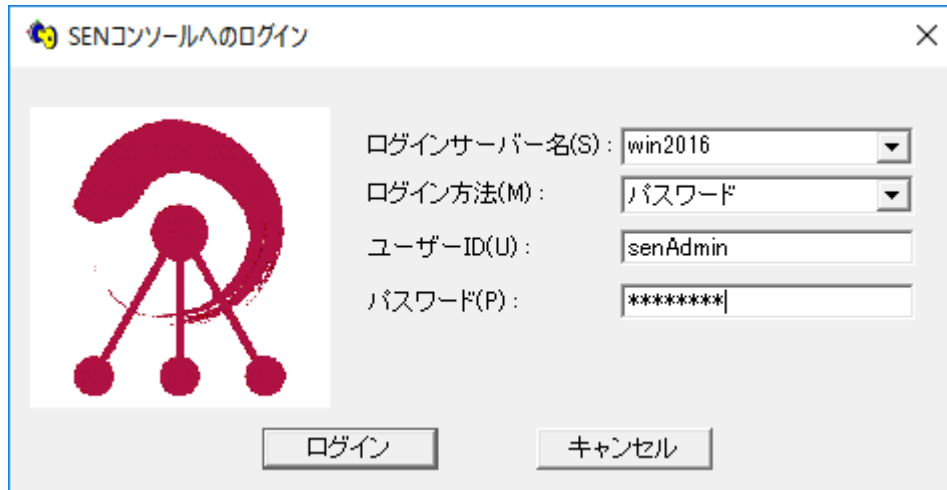 SENコンソールへのログイン
ログインサーバー名(S) : win2016
ログイン方法(M) : パスワード
ユーザーID(U) : senAdmin
パスワード(P) : ********
ログイン キャンセル